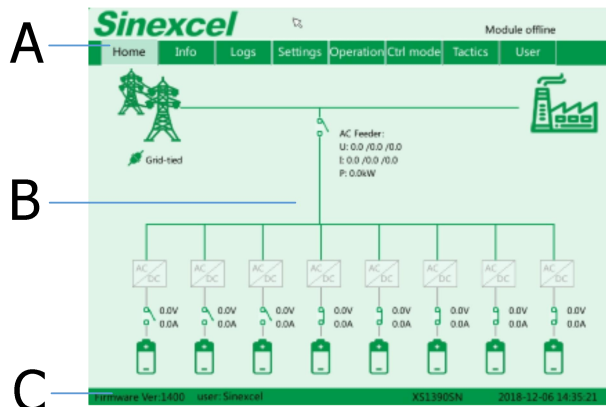 Sinexcel
Module offline
A
Home Info Logs Settings Operation Ctrl mode Tactics User
AC Feeder:
U: 0.0 /0.0 /0.0
Grid-tied
I: 0.0 /0.0 /0.0
P: 0.0kW
B
AC DC AC DC AC DC AC DC AC DC AC DC AC DC AC DC
0.0V 0.0V 0.0V 0.0V 0.0V 0.0V 0.0V 0.0V
0.0A 0.0A 0.0A 0.0A 0.0A 0.0A 0.0A 0.0A
C
Firmware Ver:1400 user: Sinexcel XS1390SN 2018-12-06 14:35:21